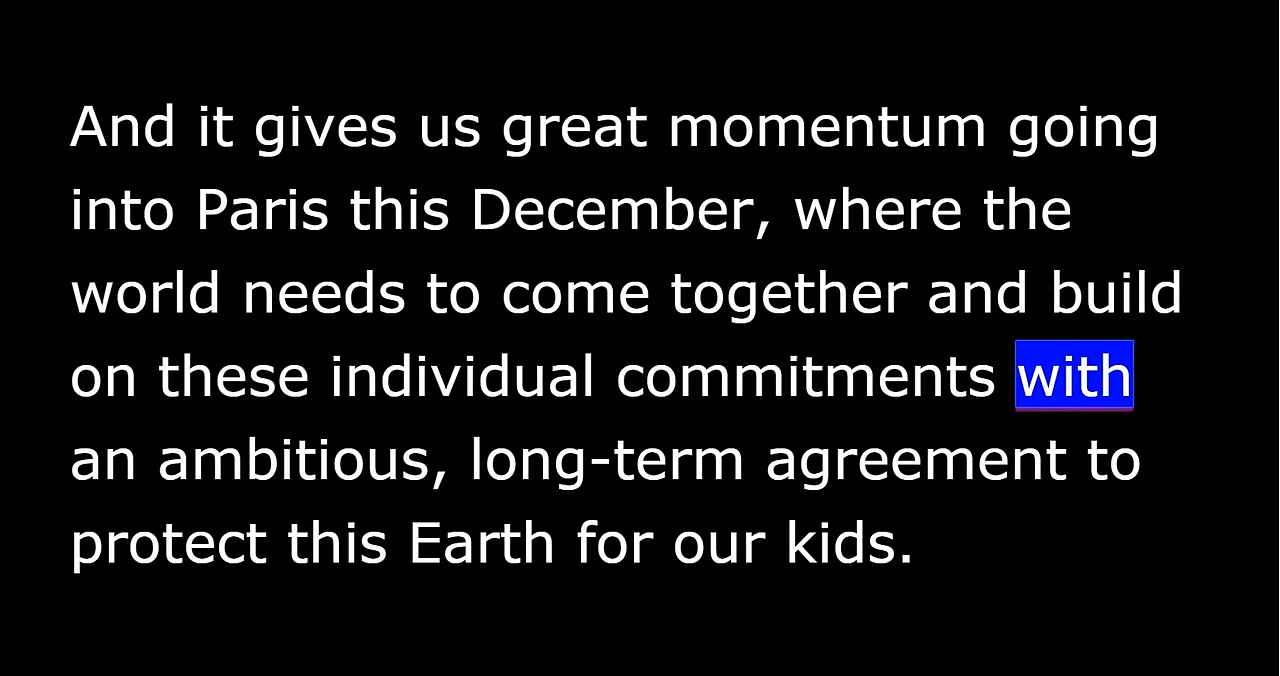 And it gives us great momentum going
into Paris this December, where the
world needs to come together and build
on these individual commitments with
an ambitious, long-term agreement to
protect this Earth for our kids.